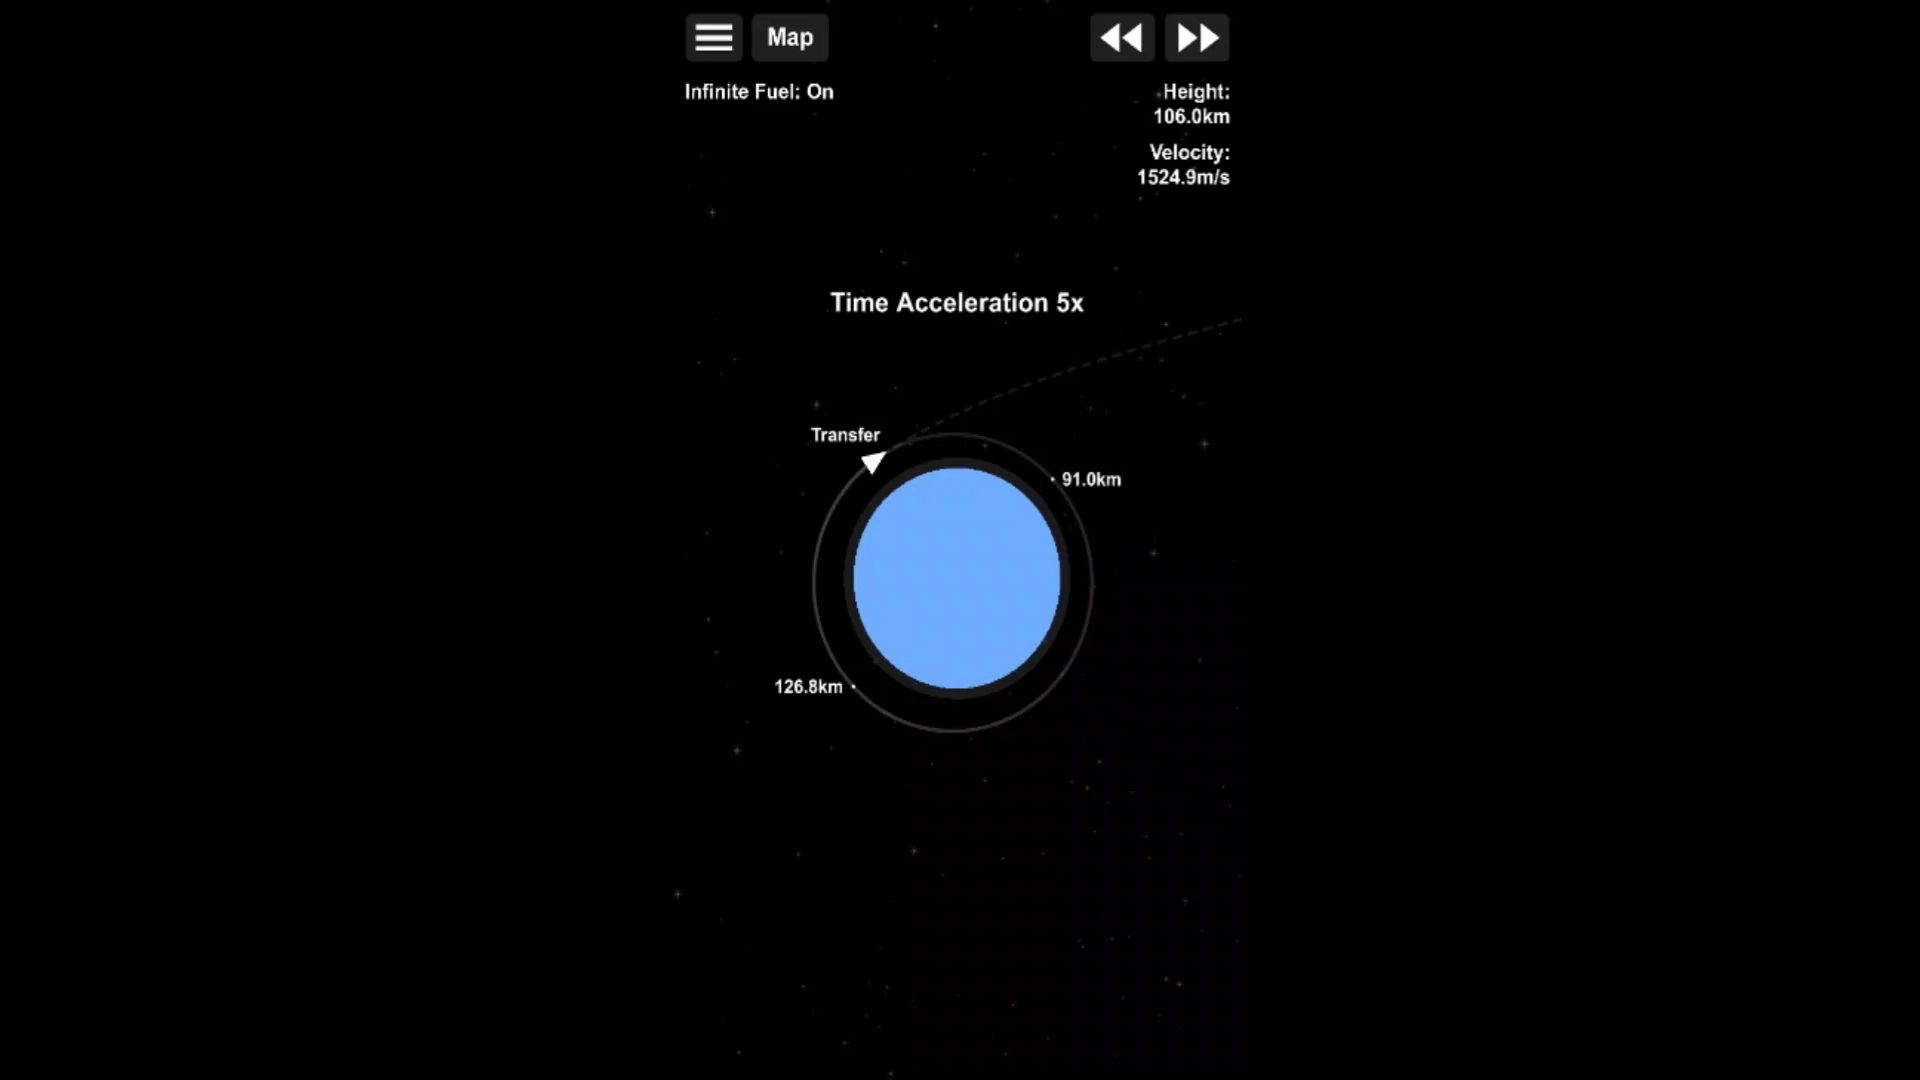 Map
Infinite Fuel: On
Height:
106.0km
Velocity:
1524.9m/s
Time Acceleration 5x
Transfer
91.0km
126.8km